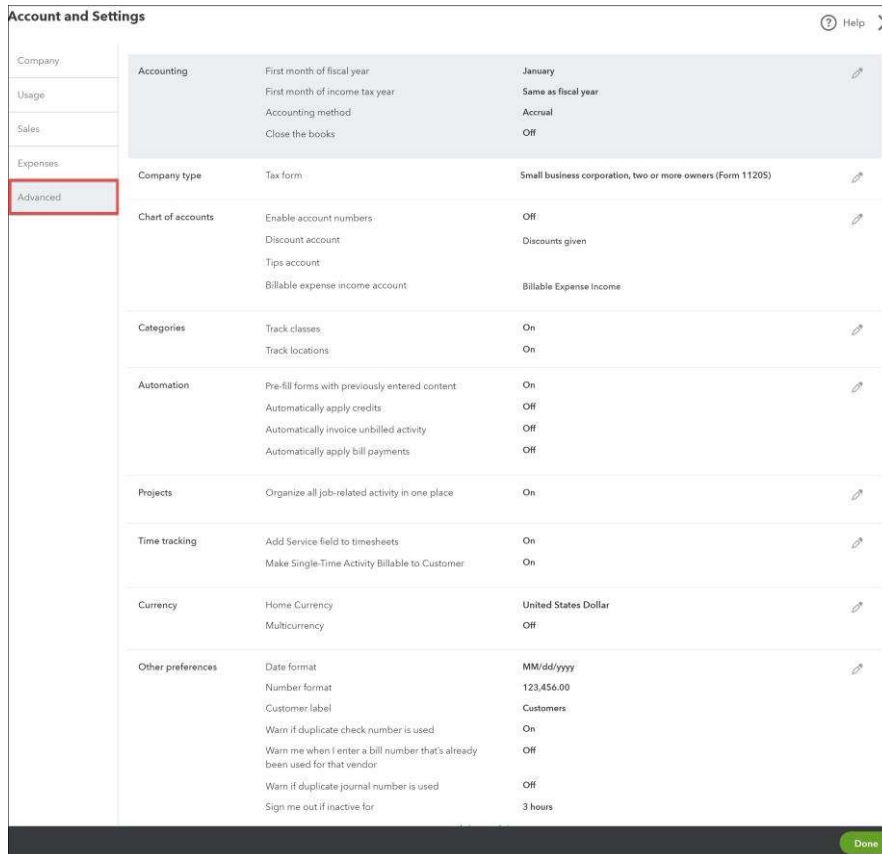 Account and Settings
Help
Company
Usage
Sales
Expenses
Advanced
Accounting
First month of fiscal year January
First month of income tax year Same as fiscal year
Accounting method Accrual
Close the books Off
Company type Tax form Small business corporation, two or more owners (Form 1120S)
Chart of accounts Enable account numbers Off
Discount account Discounts given
Tips account
Billable expense income account Billable Expense Income
Categories Track classes On
Track locations On
Automation Pre-fill forms with previously entered content On
Automatically apply credits Off
Automatically invoice unbilled activity Off
Automatically apply bill payments Off
Projects Organize all job-related activity in one place On
Time tracking Add Service field to timesheets On
Make Single-Time Activity Billable to Customer On
Currency Home Currency United States Dollar
Multicurrency Off
Other preferences Date format MM/dd/yyyy
Number format 123,456.00
Customer label Customers
Warn if duplicate check number is used On
Warn me when I enter a bill number that's already Off
been used for that vendor
Warn if duplicate journal number is used Off
Sign me out if inactive for 3 hours
Done